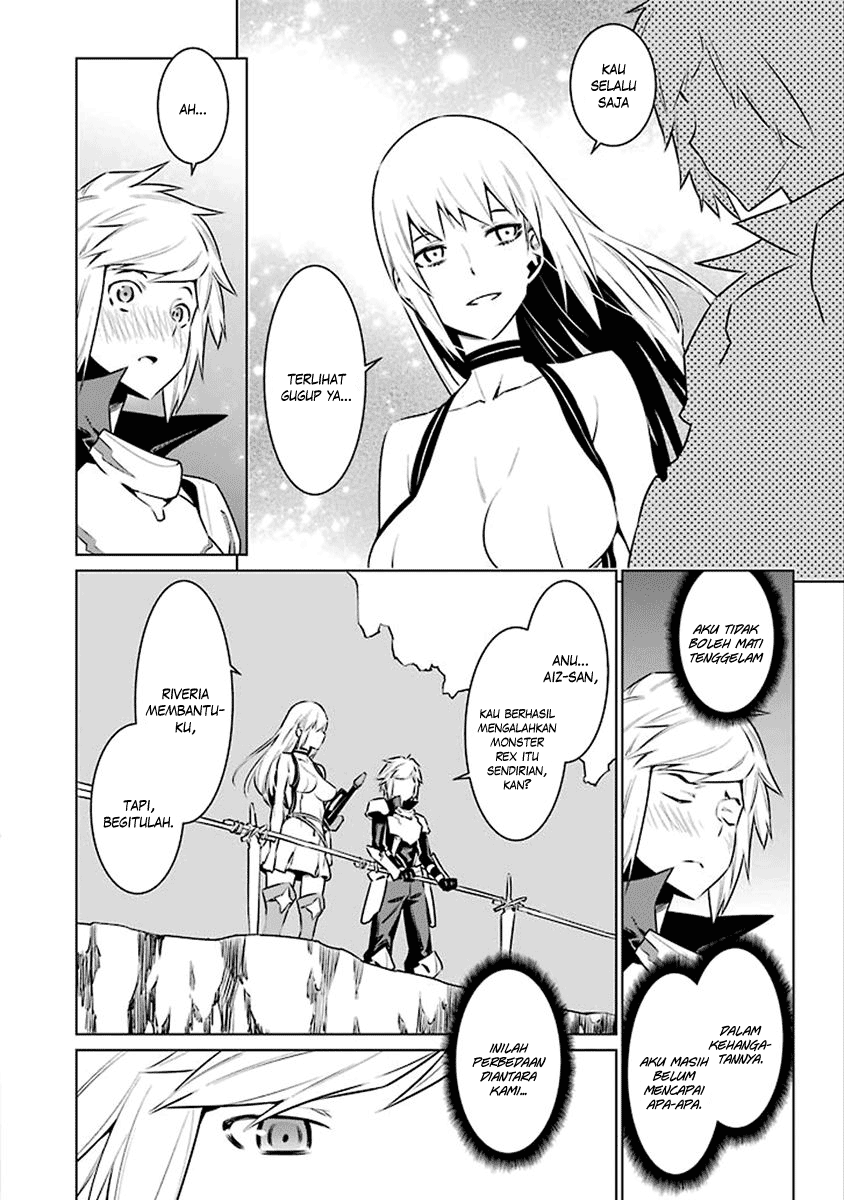 KAU
SELALU
SAJA
TERLIHAT
GUGUP YA...
AH...
AKU TIDAK
BOLEH MATI
TENGGELAM
DALAM
KEHANGA-
TANNYA.
AKU MASIH
BELUM
MENCAPAI
APA-APA.
ANU...
AIZ-SAN,
KAU BERHASIL
MENGALAHKAN
MONSTER
REX ITU
SENDIRIAN,
KAN?
RIVERIA
MEMBANTU-
KU,
TAPI,
BEGITULAH.
INILAH
PERBEDAAN
DIANTARA
KAMI...